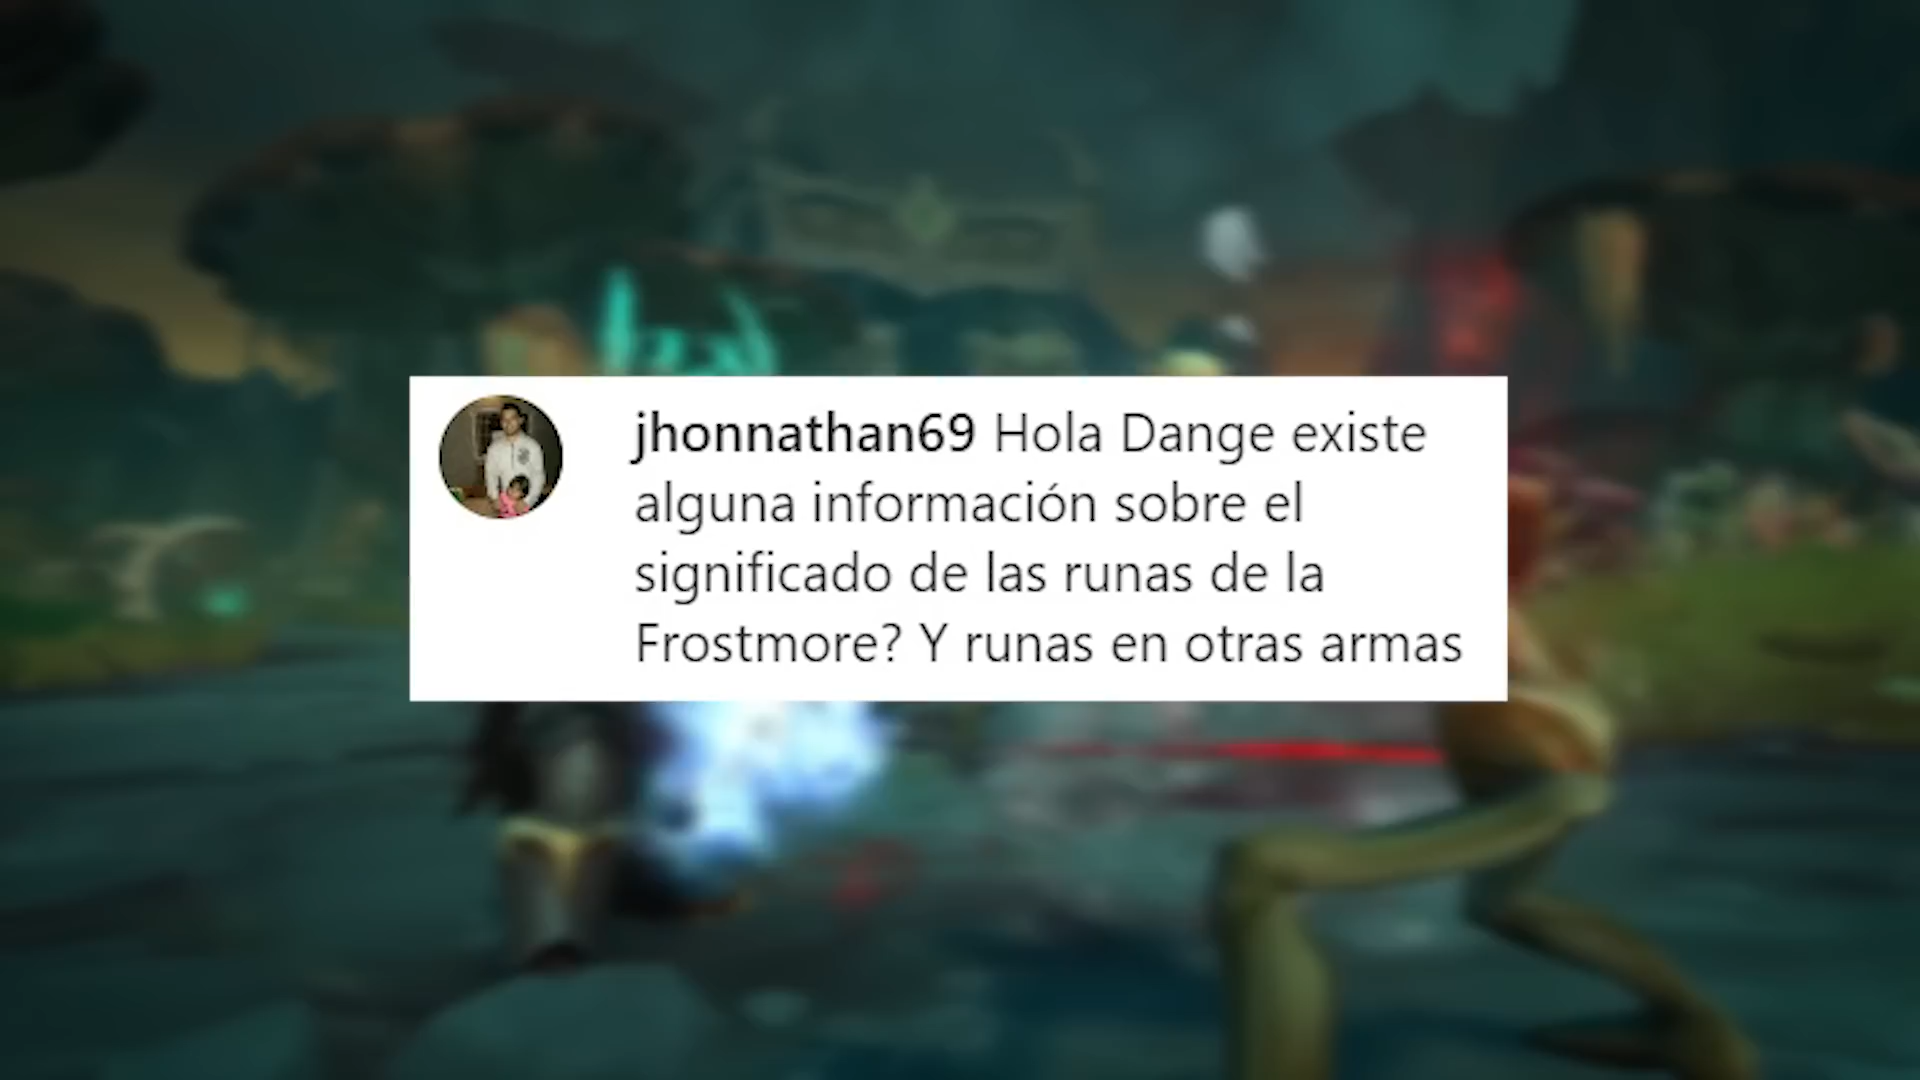 jhonnathan69 Hola Dange existe
alguna información sobre el
significado de las runas de la
Frostmore? Y runas en otras armas